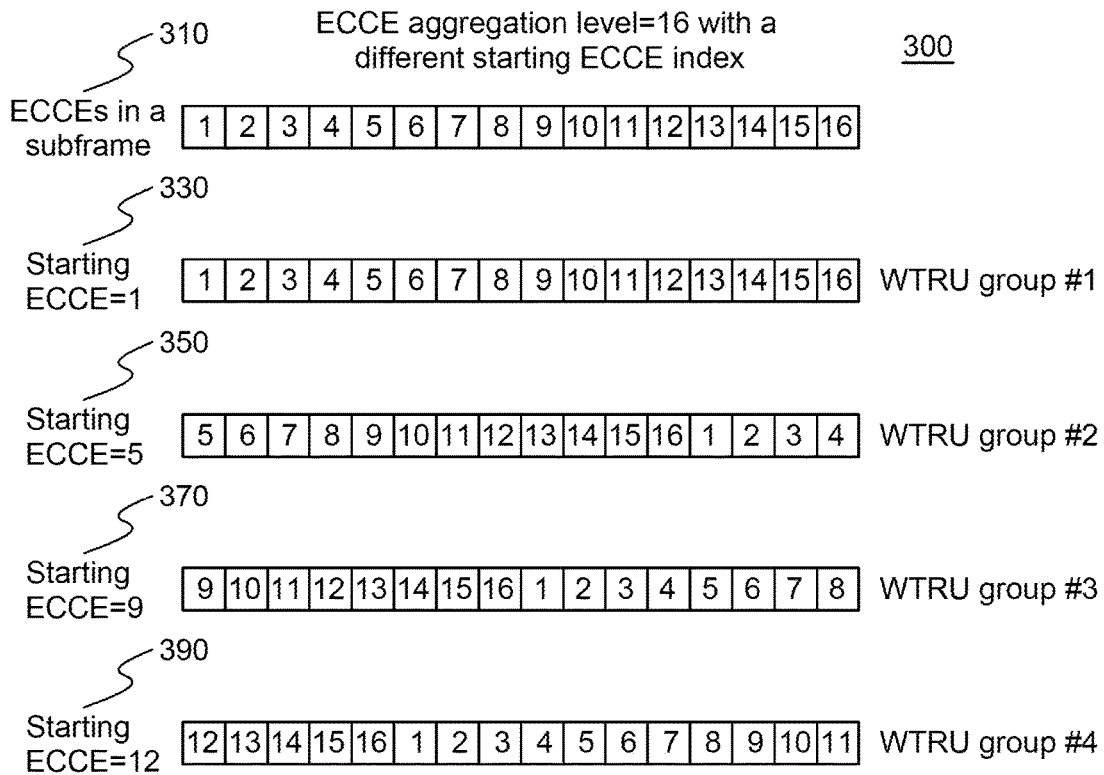 310
ECCE aggregation level=16 with a
different starting ECCE index
300
ECCEs in a
subframe
1 2 3 4 5 6 7 8 9 10 11 12 13 14 15 16
330
Starting
ECCE=1
1 2 3 4 5 6 7 8 9 10 11 12 13 14 15 16
WTRU group #1
350
Starting
ECCE=5
5 6 7 8 9 10 11 12 13 14 15 16 1 2 3 4
WTRU group #2
370
Starting
ECCE=9
9 10 11 12 13 14 15 16 1 2 3 4 5 6 7 8
WTRU group #3
390
Starting
ECCE=12
12 13 14 15 16 1 2 3 4 5 6 7 8 9 10 11
WTRU group #4